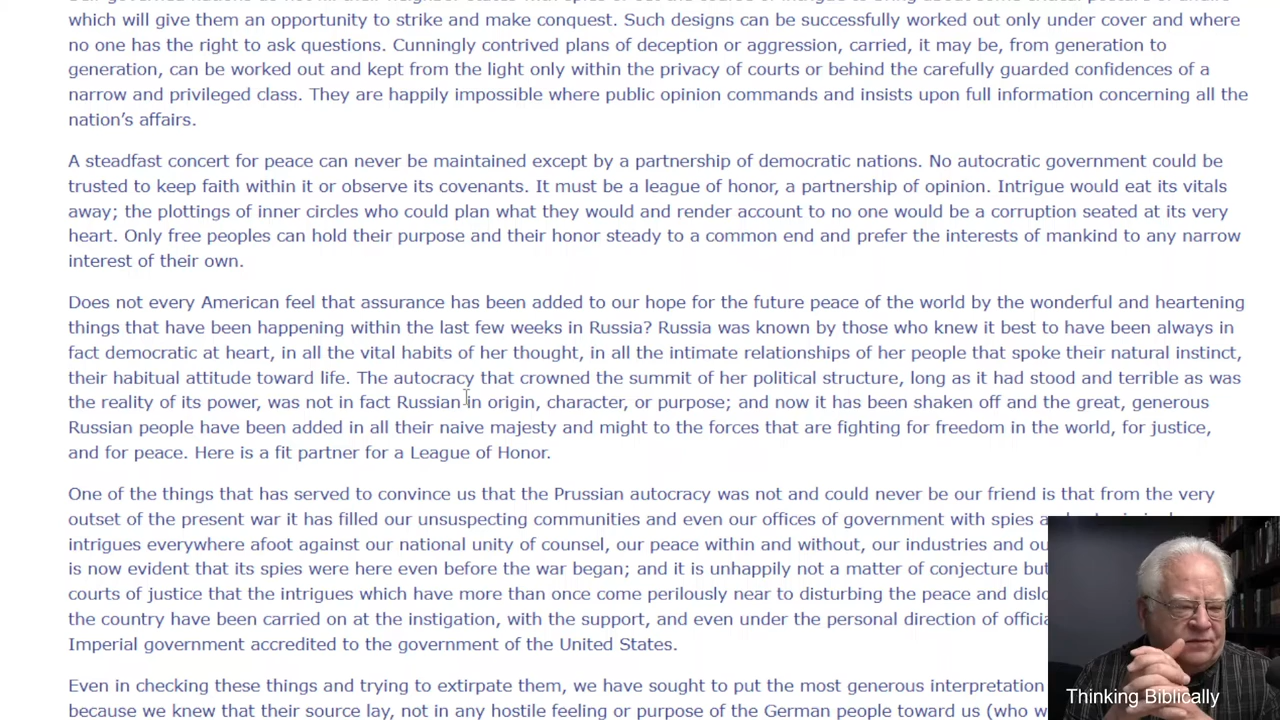 which will give them an opportunity to strike and make conquest. Such designs can be successfully worked out only under cover and where
no one has the right to ask questions. Cunningly contrived plans of deception or aggression, carried, it may be, from generation to
generation, can be worked out and kept from the light only within the privacy of courts or behind the carefully guarded confidences of a
narrow and privileged class. They are happily impossible where public opinion commands and insists upon full information concerning all the
nation’s affairs.
A steadfast concert for peace can never be maintained except by a partnership of democratic nations. No autocratic government could be
trusted to keep faith within it or observe its covenants. It must be a league of honor, a partnership of opinion. Intrigue would eat its vitals
away; the plottings of inner circles who could plan what they would and render account to no one would be a corruption seated at its very
heart. Only free peoples can hold their purpose and their honor steady to a common end and prefer the interests of mankind to any narrow
interest of their own.
Does not every American feel that assurance has been added to our hope for the future peace of the world by the wonderful and heartening
things that have been happening within the last few weeks in Russia? Russia was known by those who knew it best to have been always in
fact democratic at heart, in all the vital habits of her thought, in all the intimate relationships of her people that spoke their natural instinct,
their habitual attitude toward life. The autocracy that crowned the summit of her political structure, long as it had stood and terrible as was
the reality of its power, was not in fact Russian in origin, character, or purpose; and now it has been shaken off and the great, generous
Russian people have been added in all their naive majesty and might to the forces that are fighting for freedom in the world, for justice,
and for peace. Here is a fit partner for a League of Honor.
One of the things that has served to convince us that the Prussian autocracy was not and could never be our friend is that from the very
outset of the present war it has filled our unsuspecting communities and even our offices of government with spies
intrigues everywhere afoot against our national unity of counsel, our peace within and without, our industries and
is now evident that its spies were here even before the war began; and it is unhappily not a matter of conjecture but
courts of justice that the intrigues which have more than once come perilously near to disturbing the peace and
the country have been carried on at the instigation, with the support, and even under the personal direction of
Imperial government accredited to the government of the United States.
Even in checking these things and trying to extirpate them, we have sought to put the most generous interpretation
because we knew that their source lay, not in any hostile feeling or purpose of the German people toward us (who
Thinking Biblically